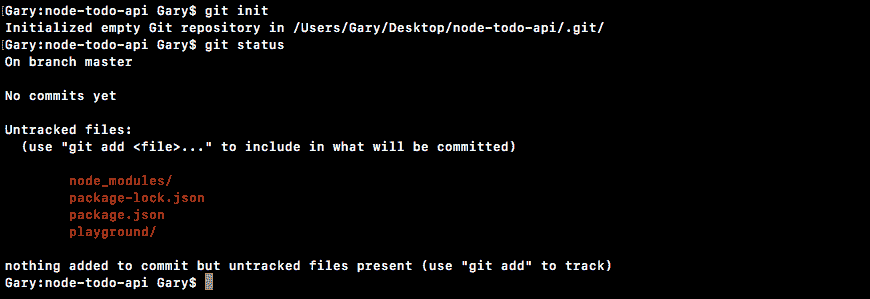 [Gary:node-todo-api Gary$ git init
Initialized empty Git repository in /Users/Gary/Desktop/node-todo-api/.git/
[Gary:node-todo-api Gary$ git status
On branch master
No commits yet
Untracked files:
(use "git add <file>..." to include in what will be committed)
node_modules/
package-lock.json
package.json
playground/
nothing added to commit but untracked files present (use "git add" to track)
Gary:node-todo-api Gary$